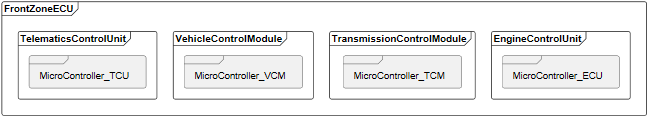 FrontZoneECU
TelematicsControlUnit
VehicleControlModule
TransmissionControlModule
EngineControlUnit
MicroController_TCU
MicroController_VCM
MicroController_TCM
MicroController_ECU